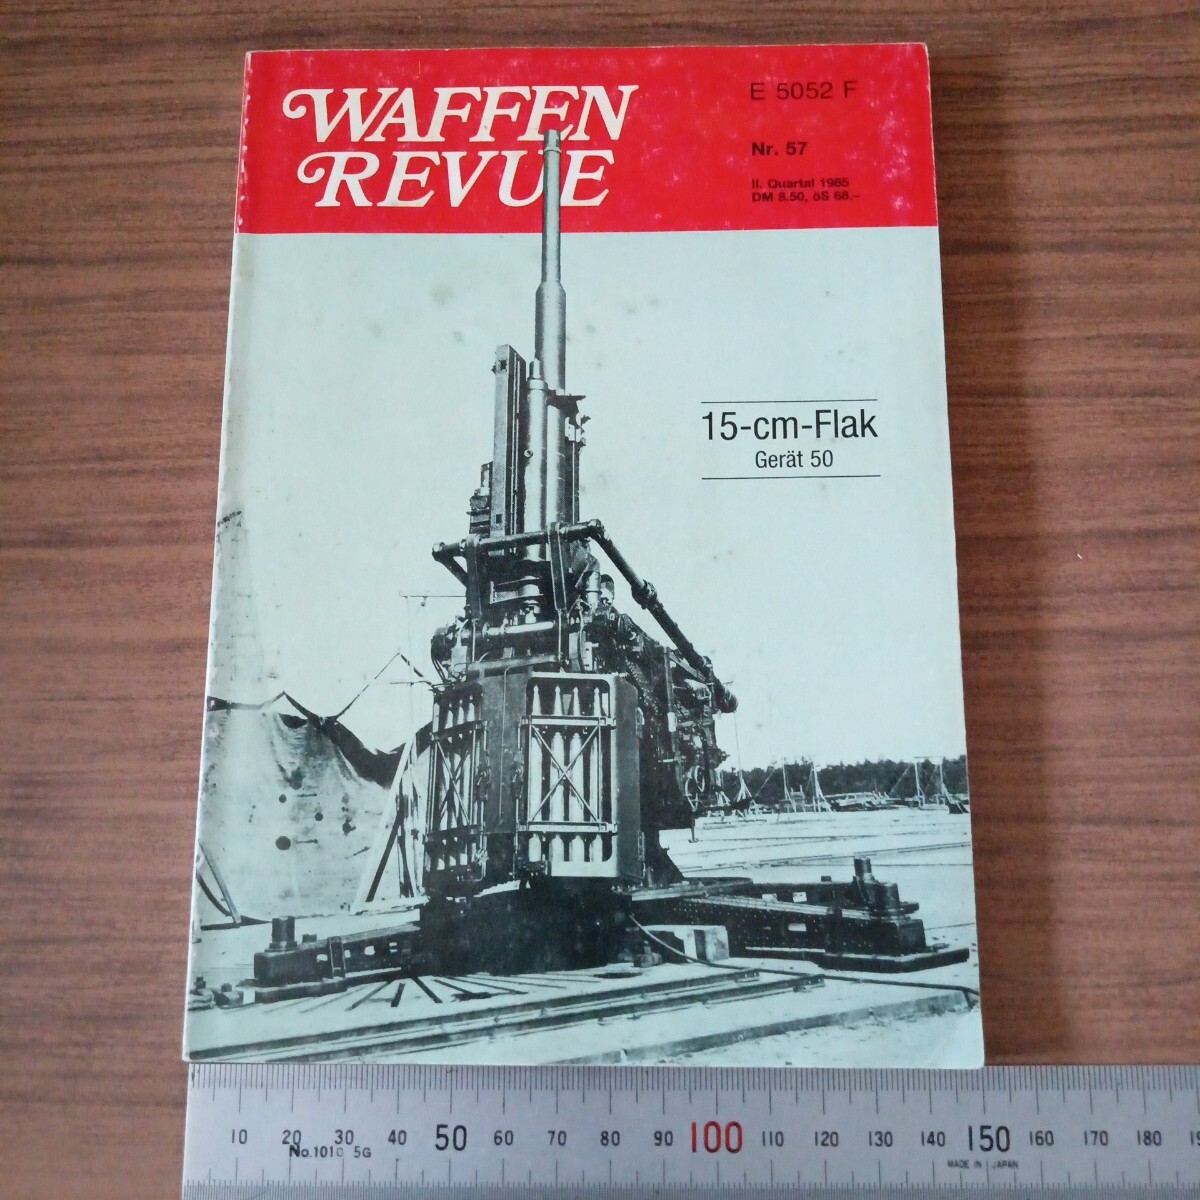 WAFFEN
REVUE
E 5052 F
Nr. 57
II. Quartal 1985
DM 8.50, öS 68.–
15-cm-Flak
Gerät 50
10 20 30 40 50 60 70 80 90 100 110 120 130 140 150 160 170 180
No.1010 5G
MADE IN JAPAN